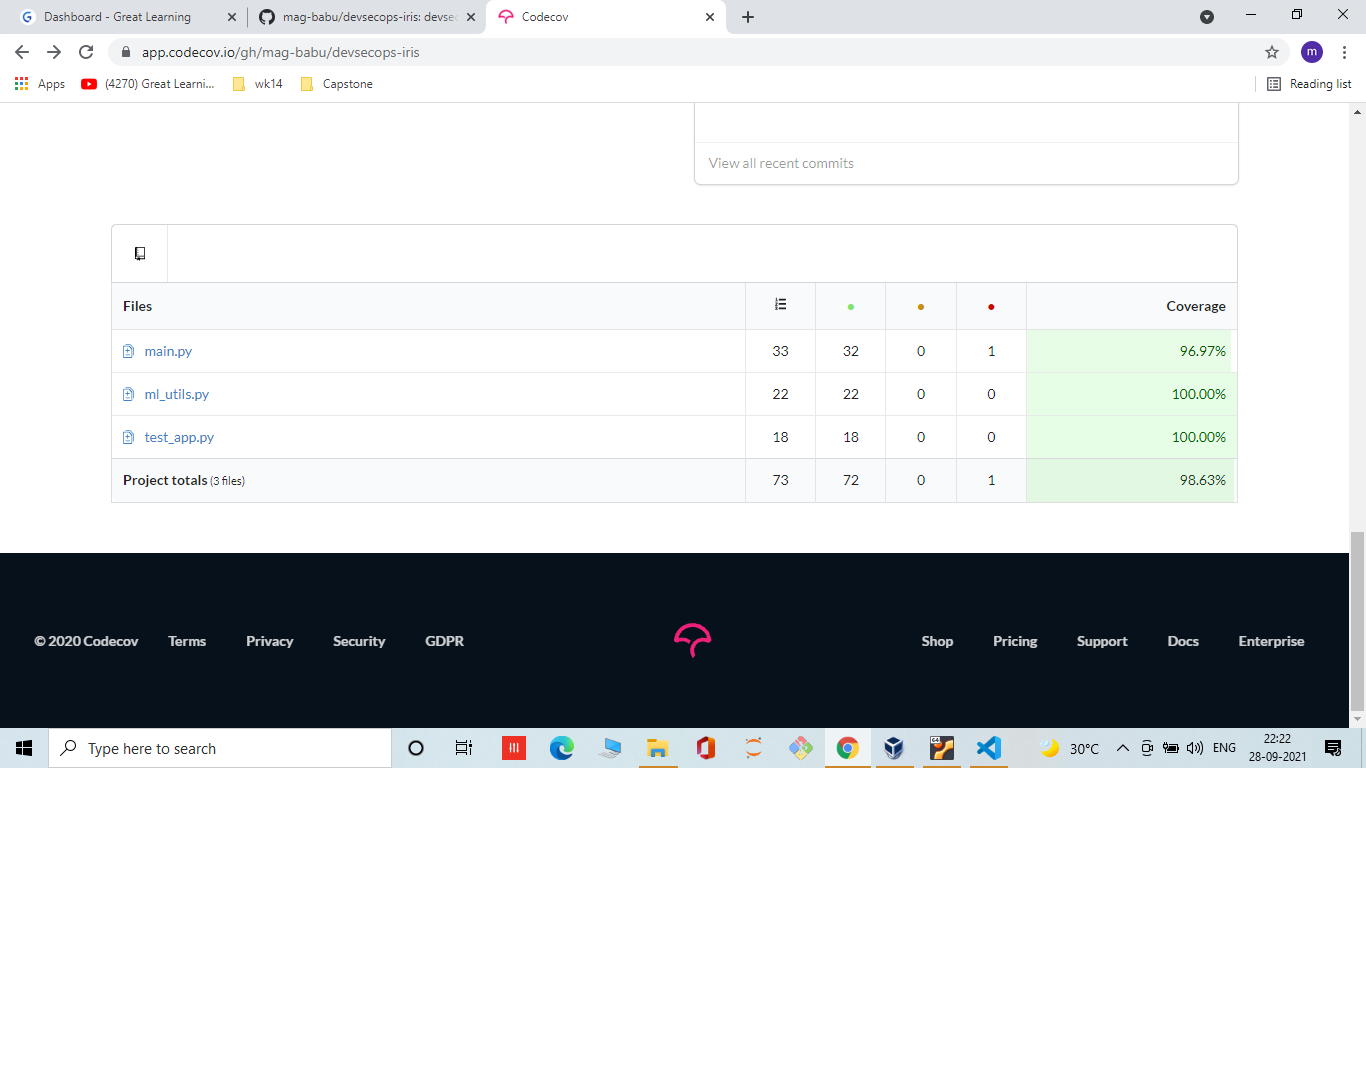 Dashboard - Great Learning
mag-babu/devsecops-iris: devsec
Codecov
app.codecov.io/gh/mag-babu/devsecops-iris
m
Apps
(4270) Great Learni...
wk14
Capstone
Reading list
View all recent commits
Files Coverage
main.py 33 32 0 1 96.97%
ml_utils.py 22 22 0 0 100.00%
test_app.py 18 18 0 0 100.00%
Project totals (3 files) 73 72 0 1 98.63%
© 2020 Codecov Terms Privacy Security GDPR Shop Pricing Support Docs Enterprise
Type here to search
64
30°C
ENG
22:22
28-09-2021